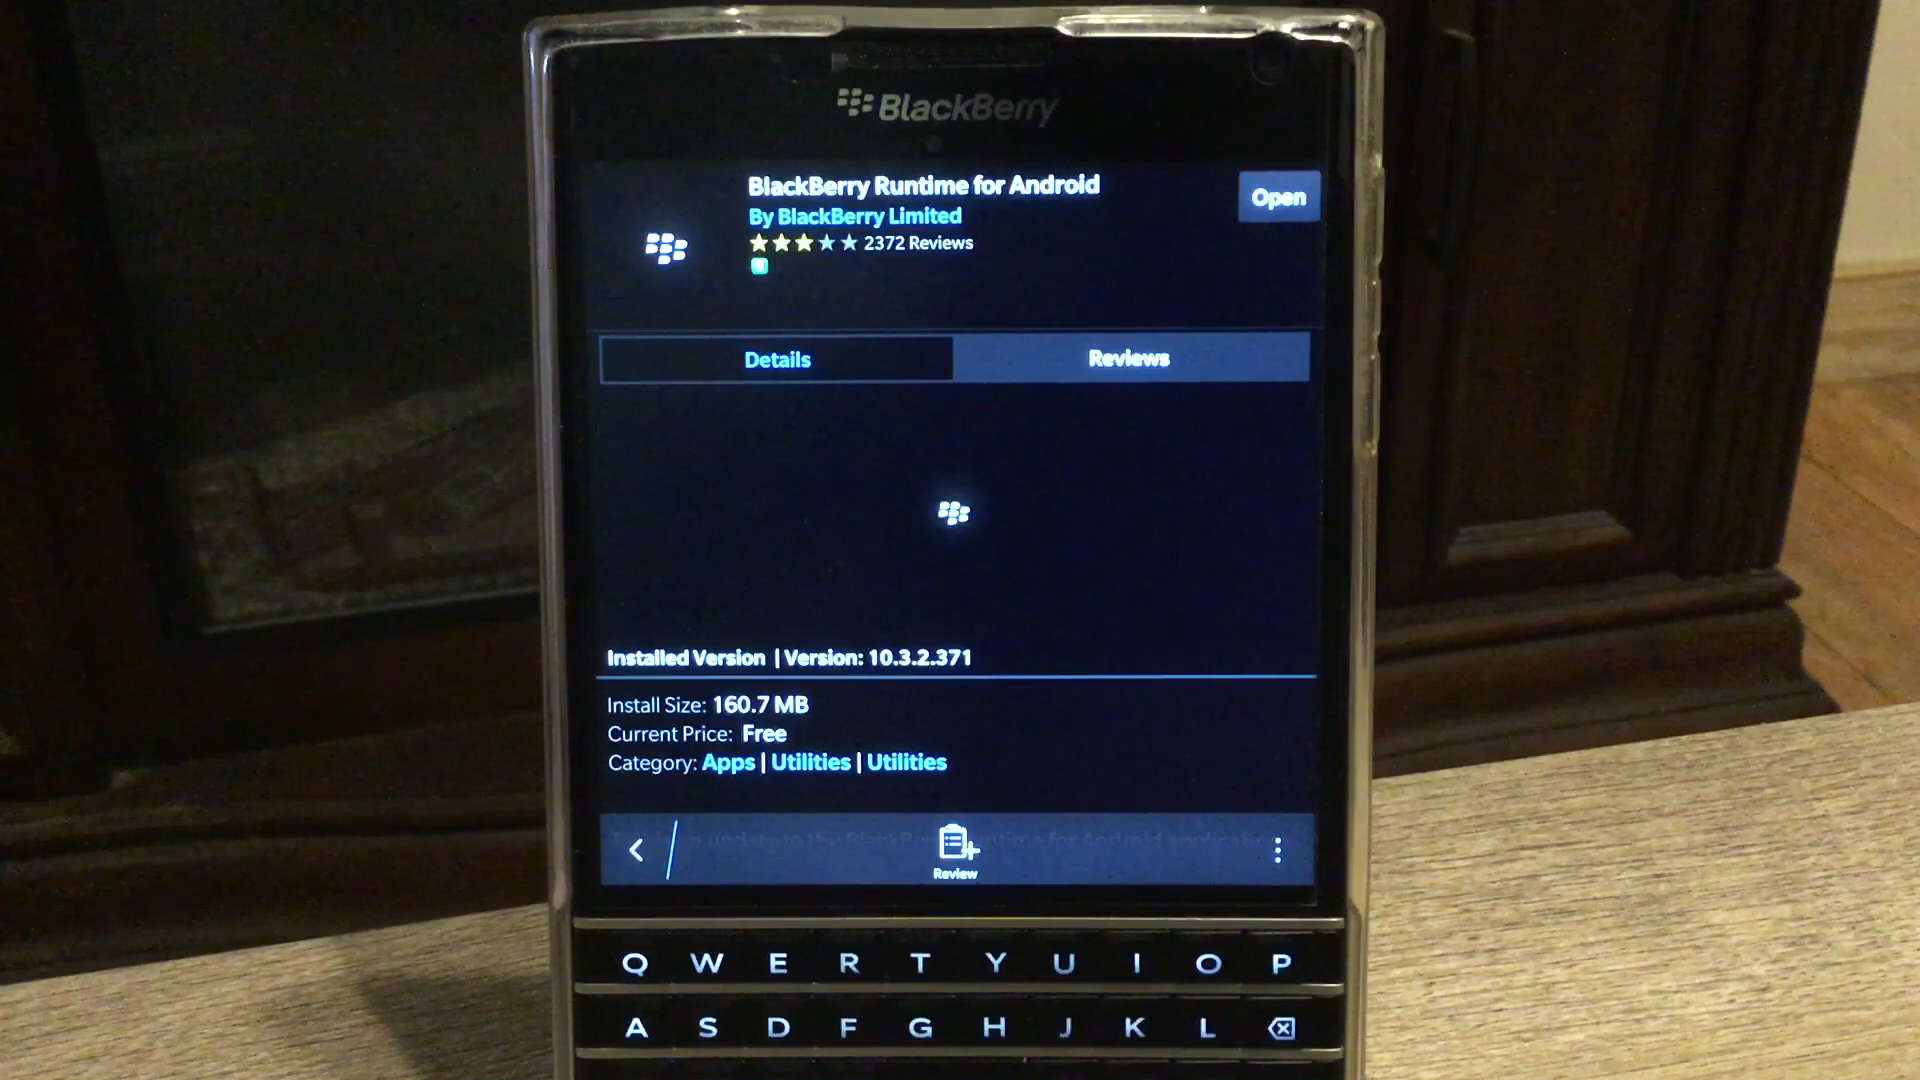 BlackBerry
BlackBerry Runtime for Android
Open
By BlackBerry Limited
2372 Reviews
Details
Reviews
Installed Version | Version: 10.3.2.371
Install Size: 160.7 MB
Current Price: Free
Category: Apps | Utilities | Utilities
Review
Q W E R T Y U I O P
A S D F G H J K L